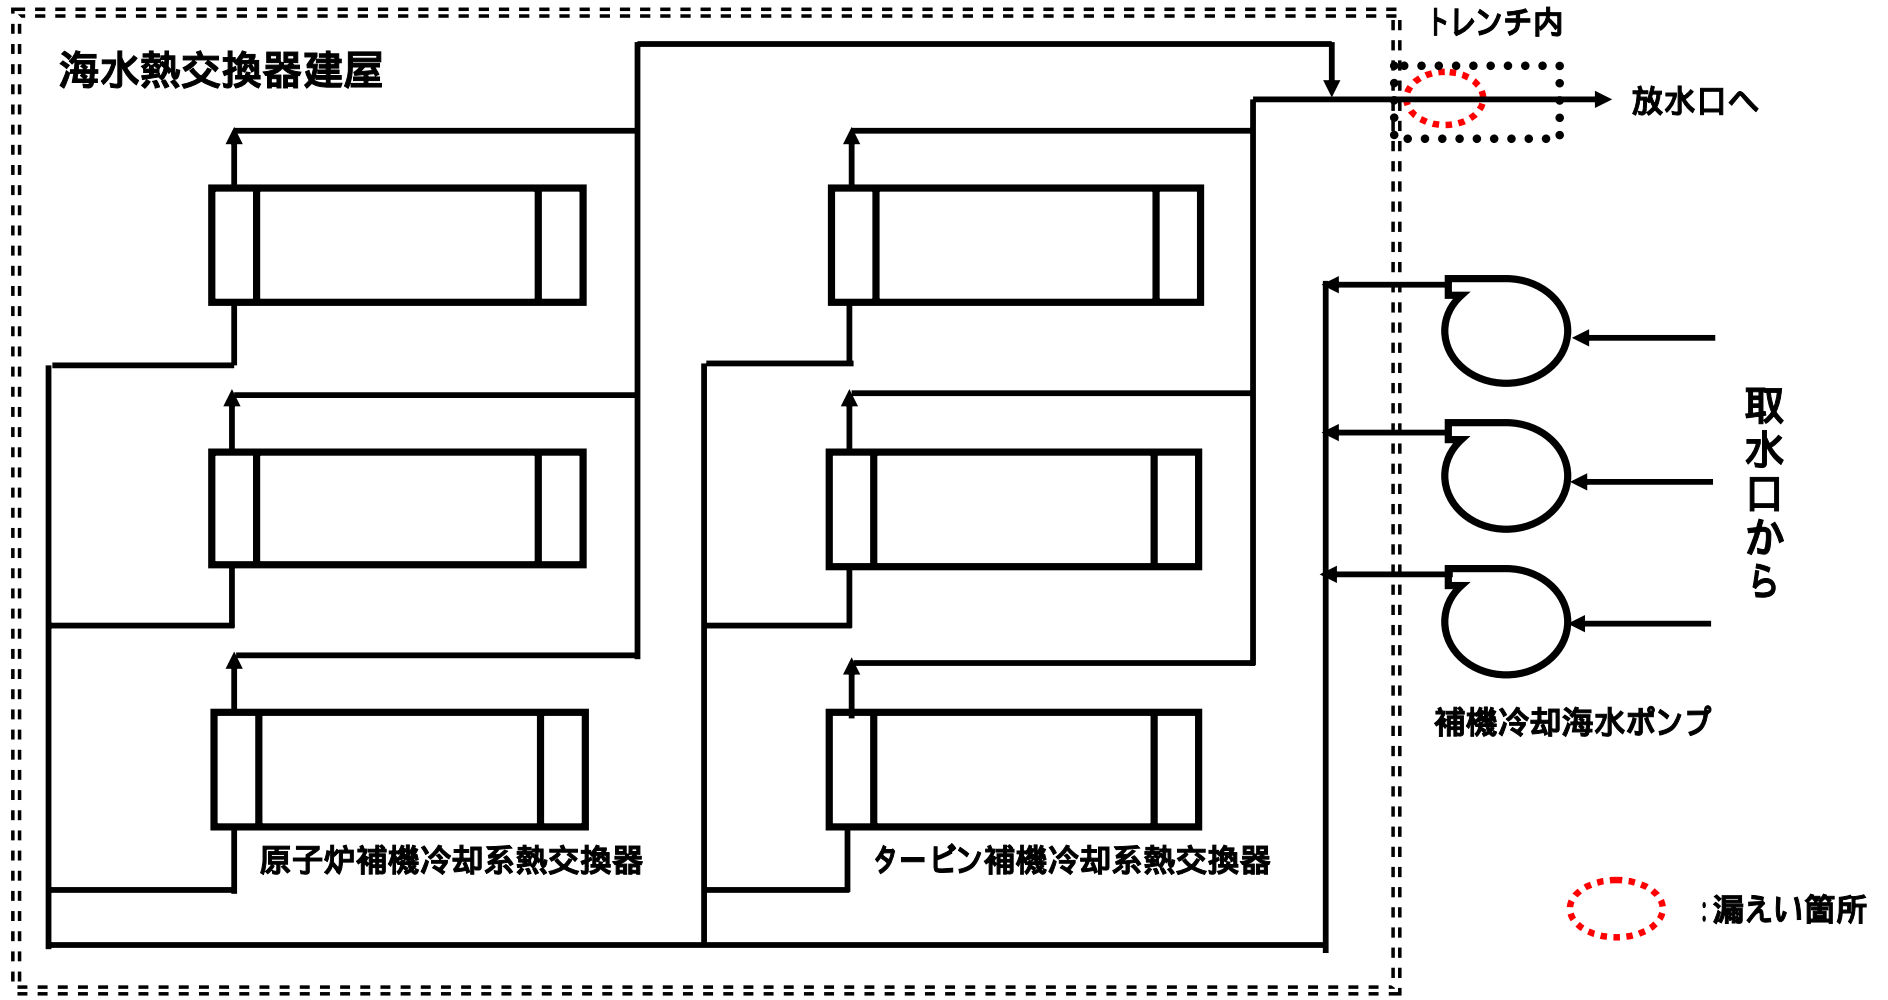 トレンチ内
海水熱交換器建屋
放水口へ
取水口から
補機冷却海水ポンプ
原子炉補機冷却系熱交換器
タービン補機冷却系熱交換器
:漏えい箇所